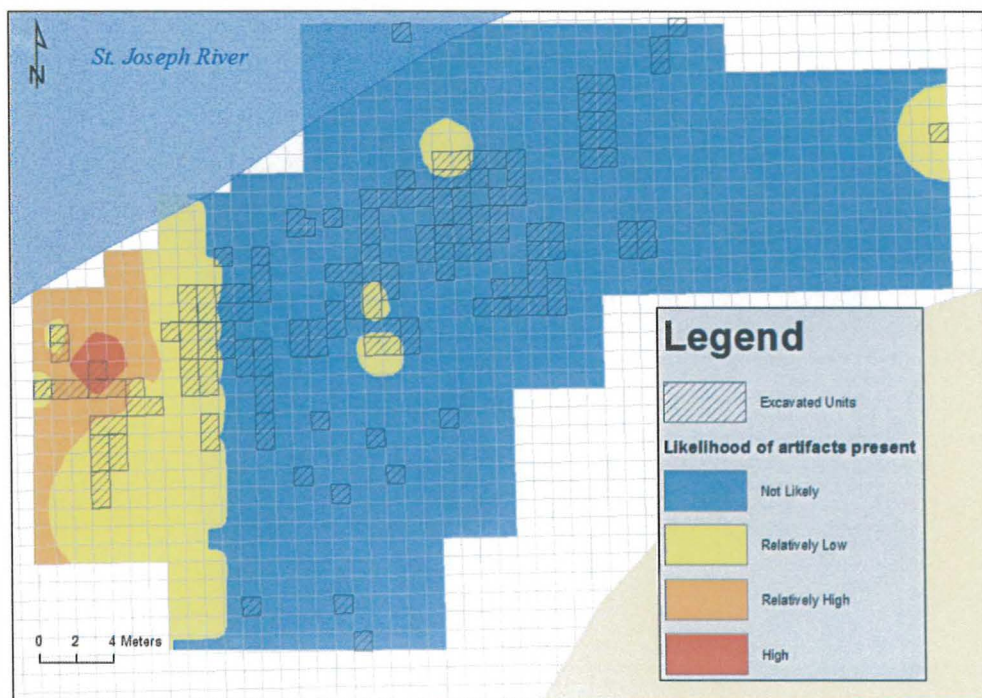 St. Joseph River
N
Legend
Excavated Units
Likelihood of artifacts present
Not Likely
Relatively Low
Relatively High
High
0 2 4 Meters